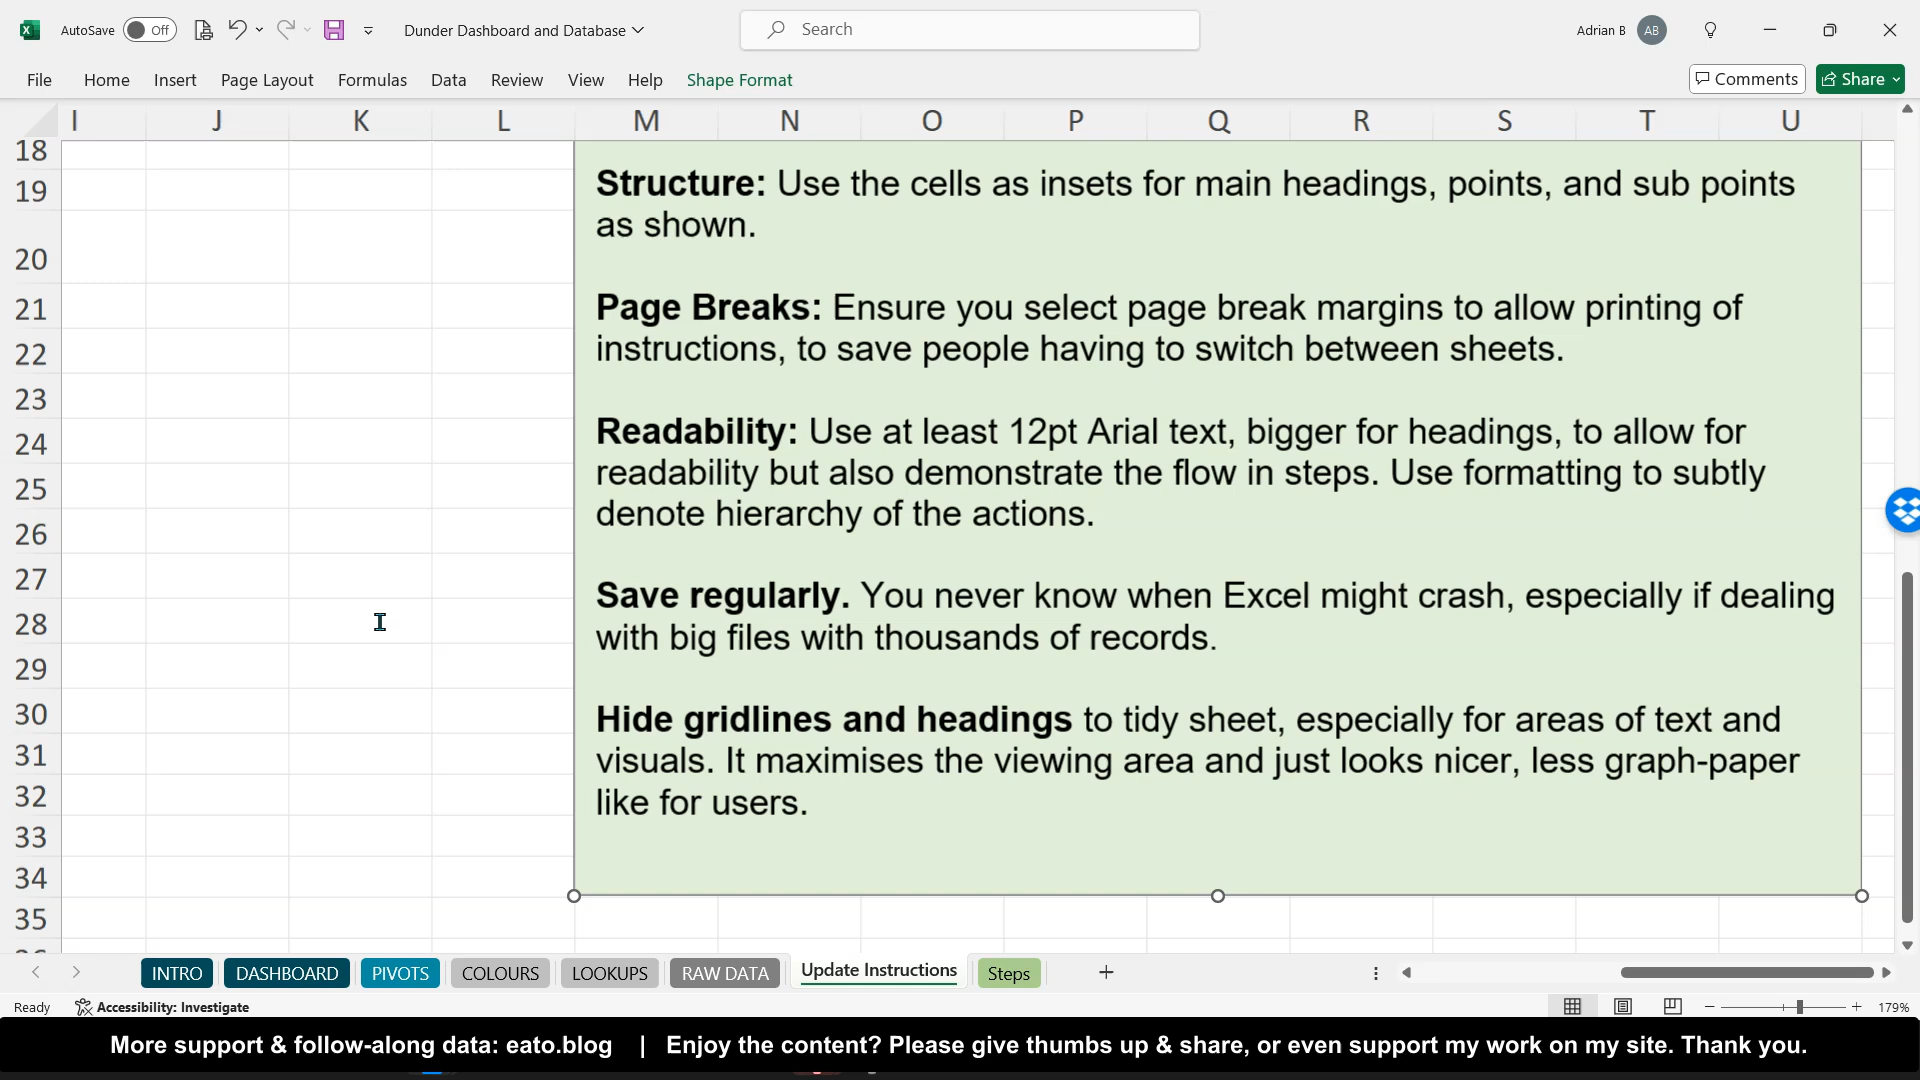 AutoSave Off Dunder Dashboard and Database Search Adrian B AB
File Home Insert Page Layout Formulas Data Review View Help Shape Format Comments Share
I J K L M N O P Q R S T U
18
19
20
21
22
23
24
25
26
27
28
29
30
31
32
33
34
35
Structure: Use the cells as insets for main headings, points, and sub points
as shown.
Page Breaks: Ensure you select page break margins to allow printing of
instructions, to save people having to switch between sheets.
Readability: Use at least 12pt Arial text, bigger for headings, to allow for
readability but also demonstrate the flow in steps. Use formatting to subtly
denote hierarchy of the actions.
Save regularly. You never know when Excel might crash, especially if dealing
with big files with thousands of records.
Hide gridlines and headings to tidy sheet, especially for areas of text and
visuals. It maximises the viewing area and just looks nicer, less graph-paper
like for users.
INTRO DASHBOARD PIVOTS COLOURS LOOKUPS RAW DATA Update Instructions Steps
Ready Accessibility: Investigate 179%
More support & follow-along data: eato.blog | Enjoy the content? Please give thumbs up & share, or even support my work on my site. Thank you.